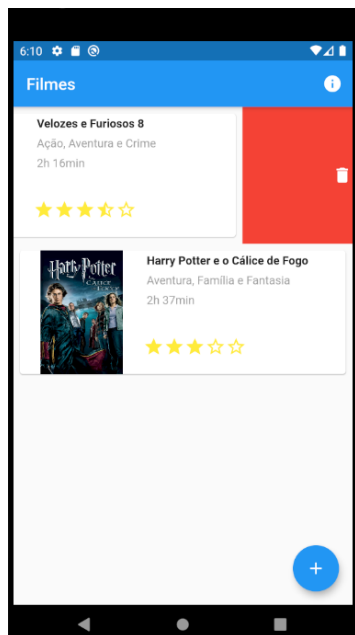 6:10
Filmes
Velozes e Furiosos 8
Ação, Aventura e Crime
2h 16min
Harry Potter
e o
Cálice
de Fogo
Harry Potter e o Cálice de Fogo
Aventura, Família e Fantasia
2h 37min